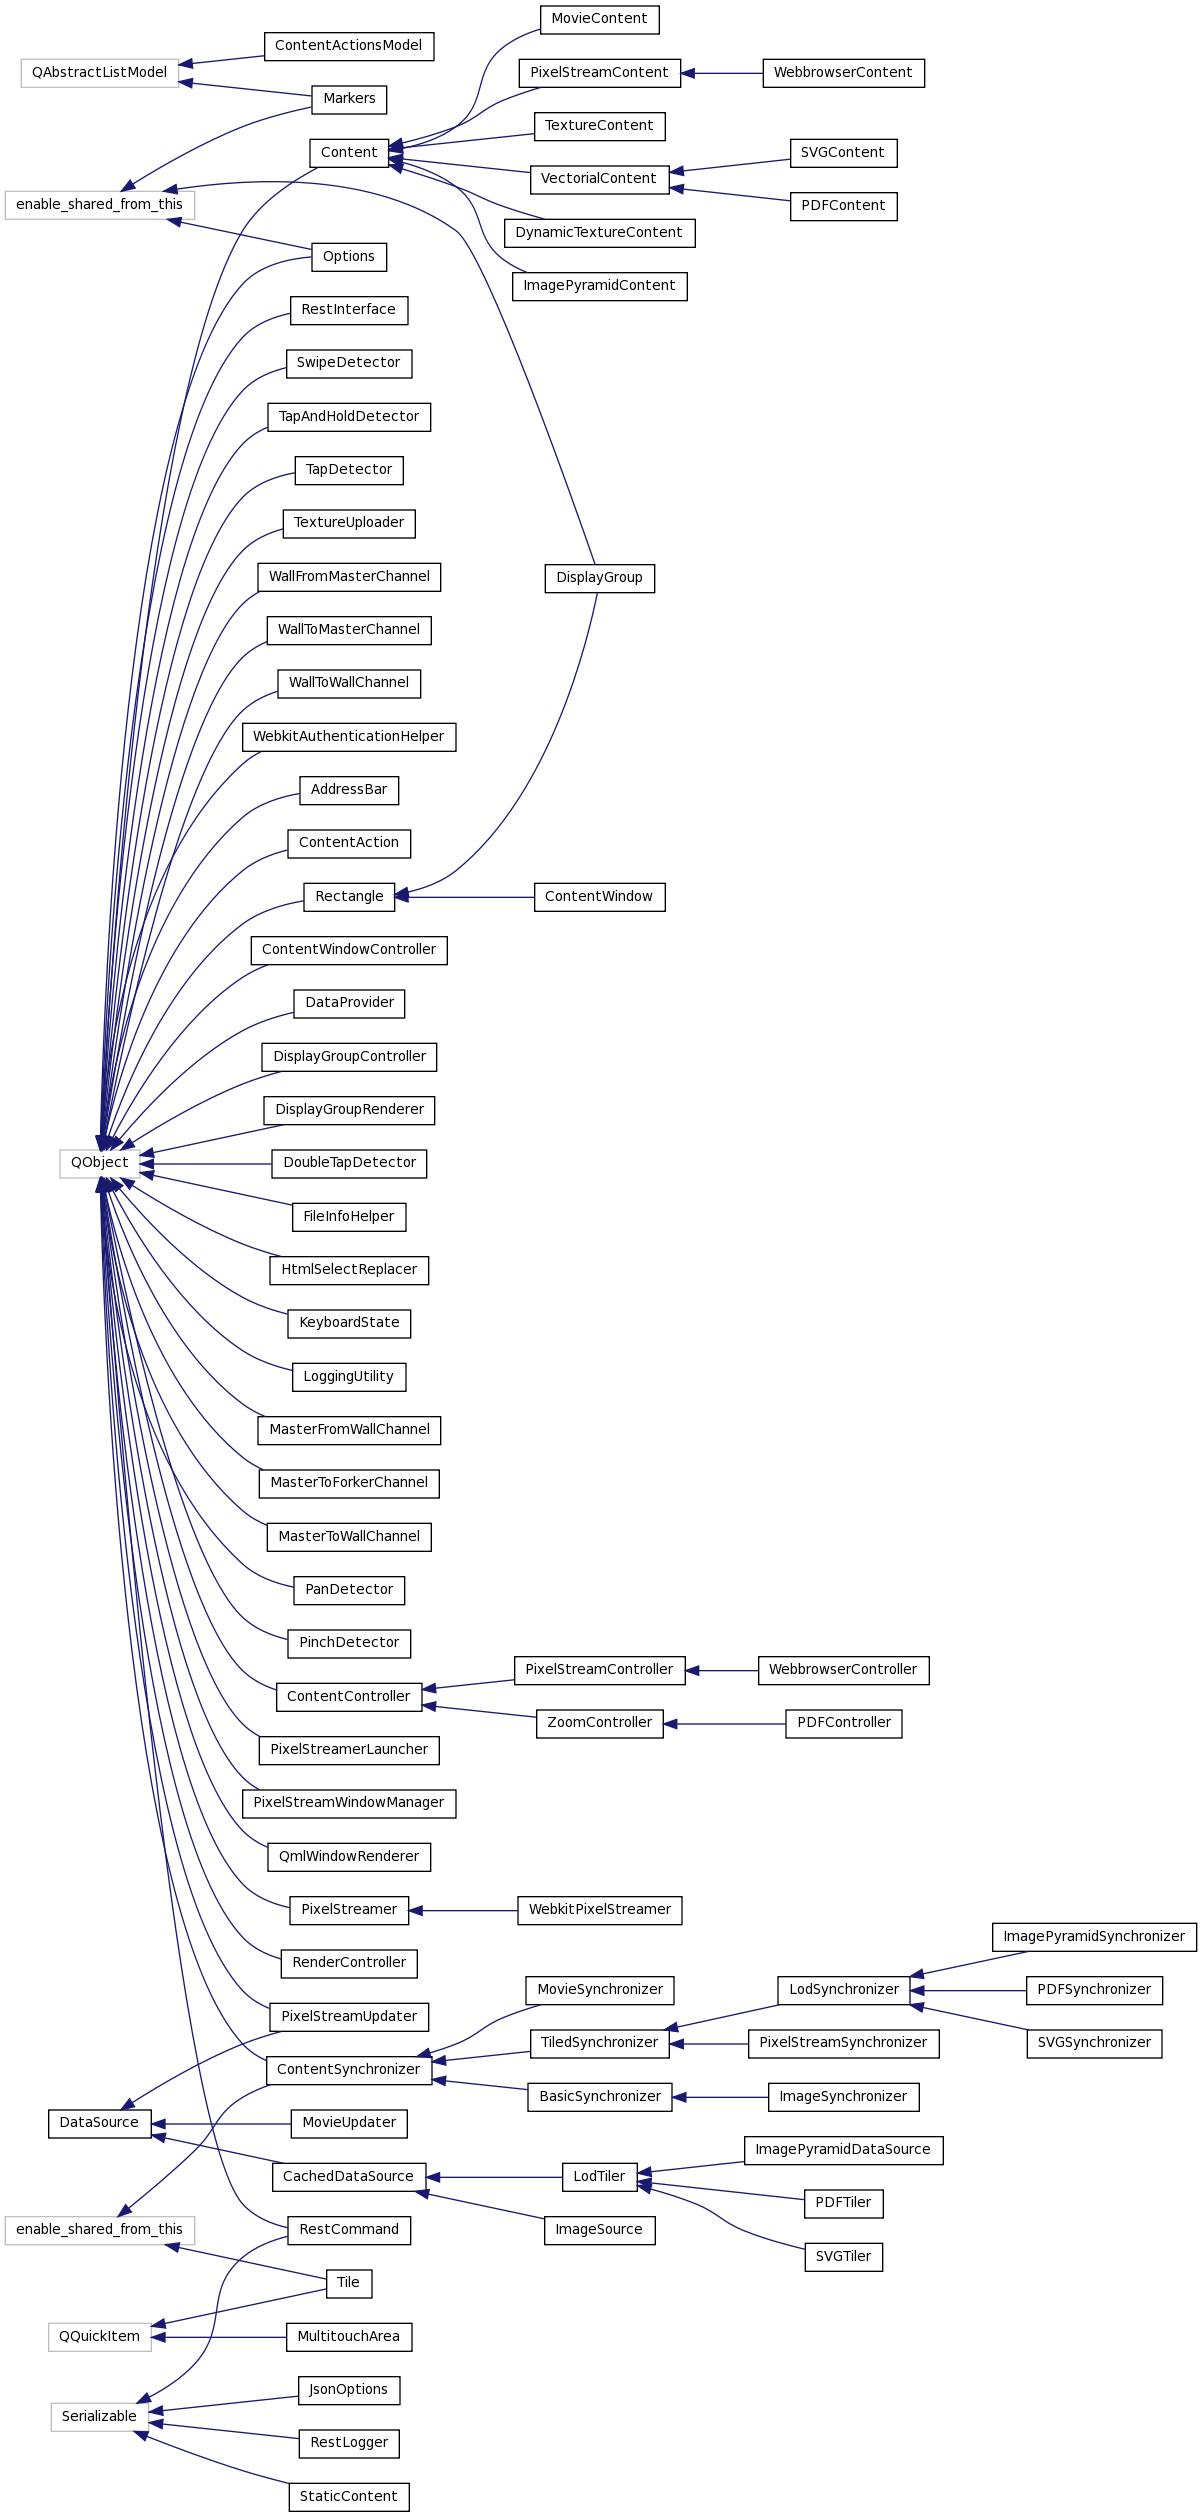 MovieContent
ContentActionsModel
QAbstractListModel
PixelStreamContent
WebbrowserContent
Markers
TextureContent
Content
SVGContent
VectorialContent
enable_shared_from_this
PDFContent
DynamicTextureContent
Options
ImagePyramidContent
RestInterface
SwipeDetector
TapAndHoldDetector
TapDetector
TextureUploader
WallFromMasterChannel
DisplayGroup
WallToMasterChannel
WallToWallChannel
WebkitAuthenticationHelper
AddressBar
ContentAction
Rectangle
ContentWindow
ContentWindowController
DataProvider
DisplayGroupController
DisplayGroupRenderer
QObject
DoubleTapDetector
FileInfoHelper
HtmlSelectReplacer
KeyboardState
LoggingUtility
MasterFromWallChannel
MasterToForkerChannel
MasterToWallChannel
PanDetector
PinchDetector
PixelStreamController
WebbrowserController
ContentController
ZoomController
PDFController
PixelStreamerLauncher
PixelStreamWindowManager
QmlWindowRenderer
PixelStreamer
WebkitPixelStreamer
ImagePyramidSynchronizer
RenderController
MovieSynchronizer
LodSynchronizer
PDFSynchronizer
PixelStreamUpdater
TiledSynchronizer
PixelStreamSynchronizer
SVGSynchronizer
ContentSynchronizer
BasicSynchronizer
ImageSynchronizer
DataSource
MovieUpdater
ImagePyramidDataSource
CachedDataSource
LodTiler
PDFTiler
enable_shared_from_this
RestCommand
ImageSource
SVGTiler
Tile
QQuickItem
MultitouchArea
JsonOptions
Serializable
RestLogger
StaticContent